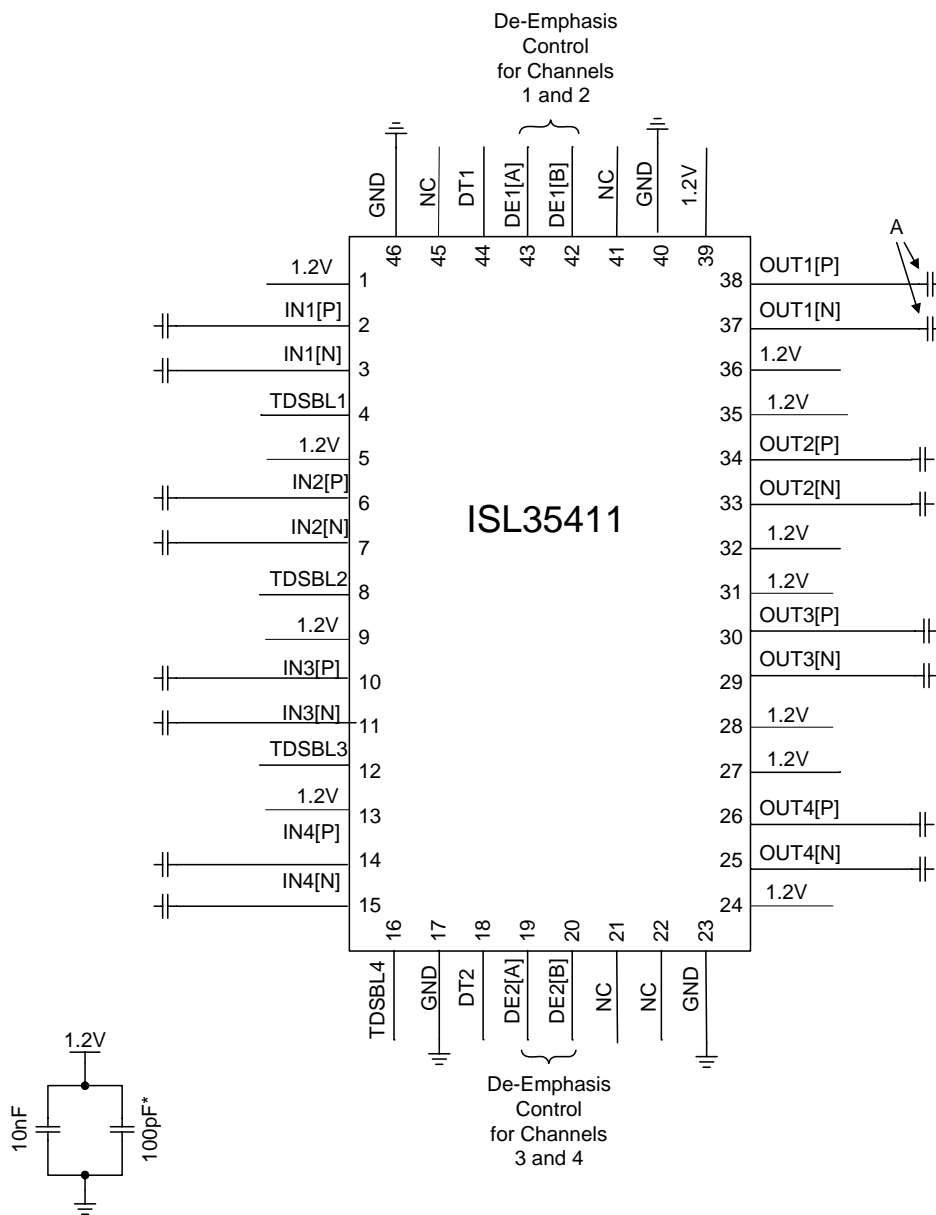 De-Emphasis
Control
for Channels
1 and 2
GND
NC
DT1
DE1[A]
DE1[B]
NC
GND
1.2V
46
45
44
43
42
41
40
39
A
1.2V
1
IN1[P]
2
IN1[N]
3
TDSBL1
4
1.2V
5
IN2[P]
6
IN2[N]
7
TDSBL2
8
1.2V
9
IN3[P]
10
IN3[N]
11
TDSBL3
12
1.2V
13
IN4[P]
14
IN4[N]
15
ISL35411
38
OUT1[P]
37
OUT1[N]
36
1.2V
35
1.2V
34
OUT2[P]
33
OUT2[N]
32
1.2V
31
1.2V
30
OUT3[P]
29
OUT3[N]
28
1.2V
27
1.2V
26
OUT4[P]
25
OUT4[N]
24
1.2V
16
17
18
19
20
21
22
23
TDSBL4
GND
DT2
DE2[A]
DE2[B]
NC
NC
GND
De-Emphasis
Control
for Channels
3 and 4
1.2V
10nF
100pF*